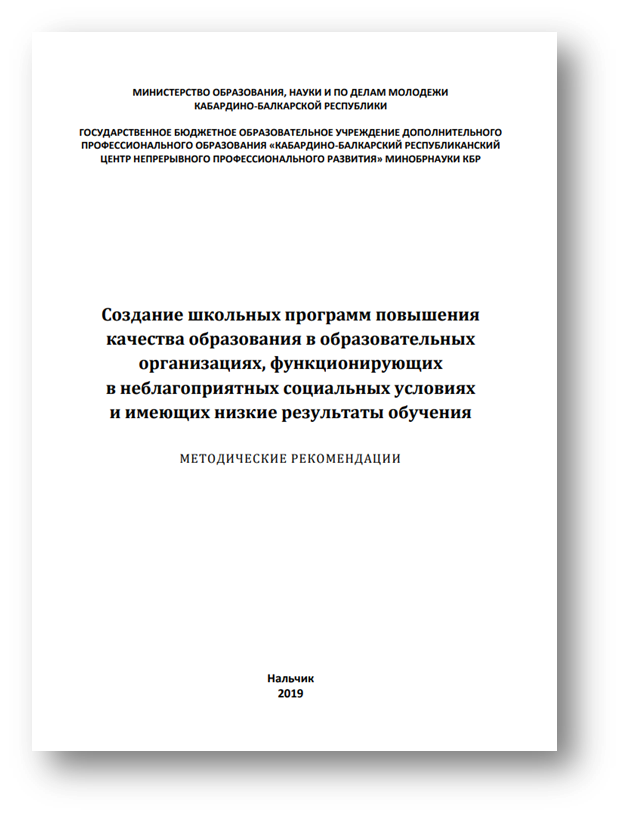 МИНИСТЕРСТВО ОБРАЗОВАНИЯ, НАУКИ И ПО ДЕЛАМ МОЛОДЕЖИ
КАБАРДИНО-БАЛКАРСКОЙ РЕСПУБЛИКИ
ГОСУДАРСТВЕННОЕ БЮДЖЕТНОЕ ОБРАЗОВАТЕЛЬНОЕ УЧРЕЖДЕНИЕ ДОПОЛНИТЕЛЬНОГО
ПРОФЕССИОНАЛЬНОГО ОБРАЗОВАНИЯ «КАБАРДИНО-БАЛКАРСКИЙ РЕСПУБЛИКАНСКИЙ
ЦЕНТР НЕПРЕРЫВНОГО ПРОФЕССИОНАЛЬНОГО РАЗВИТИЯ» МИНОБРНАУКИ КБР
Создание школьных программ повышения
качества образования в образовательных
организациях, функционирующих
в неблагоприятных социальных условиях
и имеющих низкие результаты обучения
МЕТОДИЧЕСКИЕ РЕКОМЕНДАЦИИ
Нальчик
2019